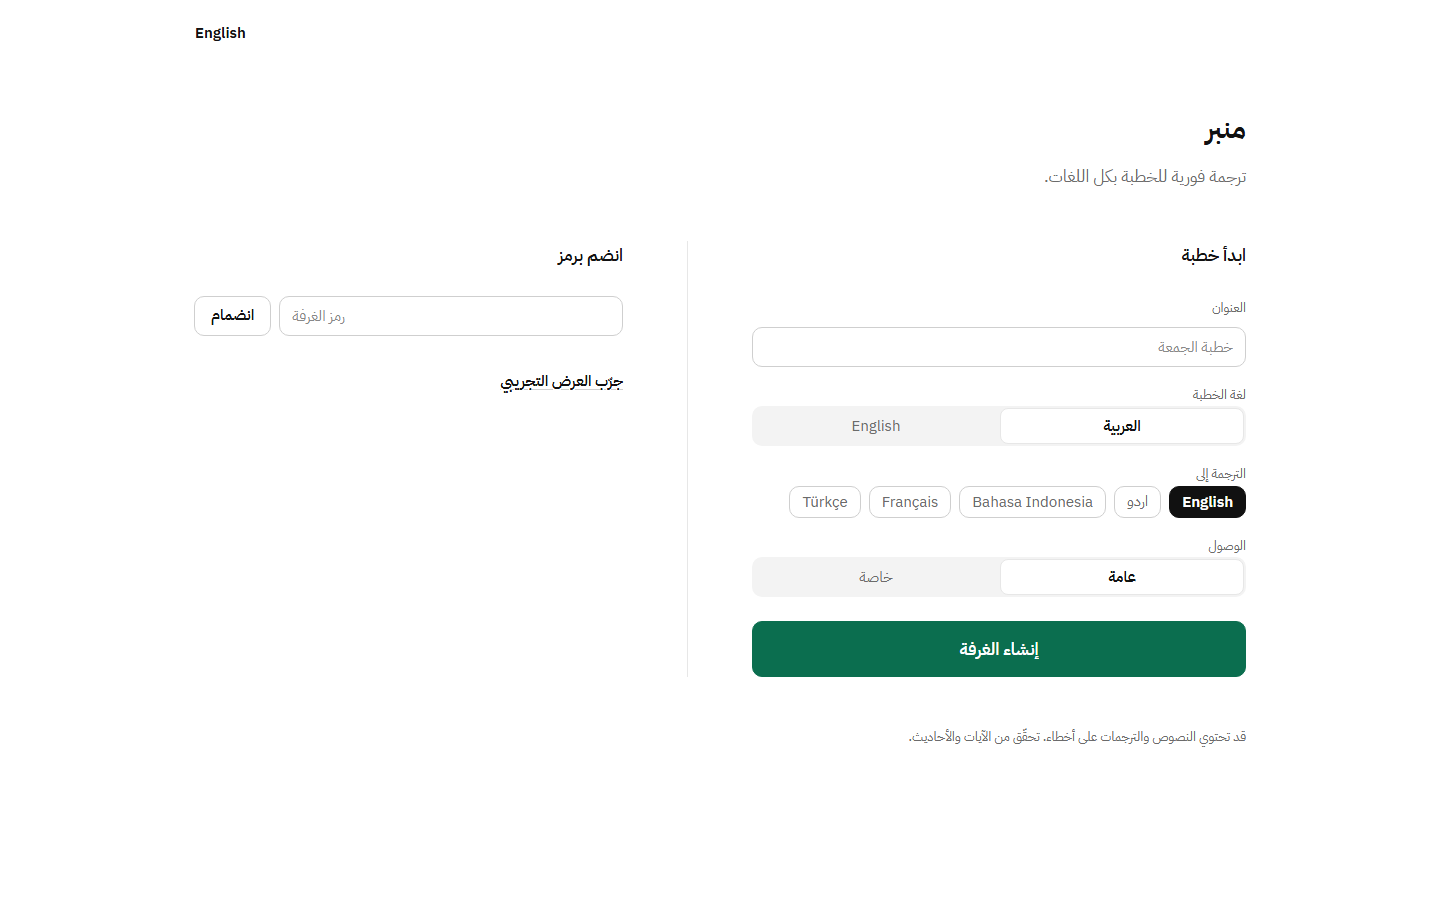 English
منبر
ترجمة فورية للخطبة بكل اللغات.
ابدأ خطبة
العنوان
خطبة الجمعة
لغة الخطبة
العربية English
الترجمة إلى
English اردو Bahasa Indonesia Français Türkçe
الوصول
عامة خاصة
إنشاء الغرفة
انضم برمز
رمز الغرفة انضمام
جرّب العرض التجريبي
قد تحتوي النصوص والترجمات على أخطاء. تحقّق من الآيات والأحاديث.